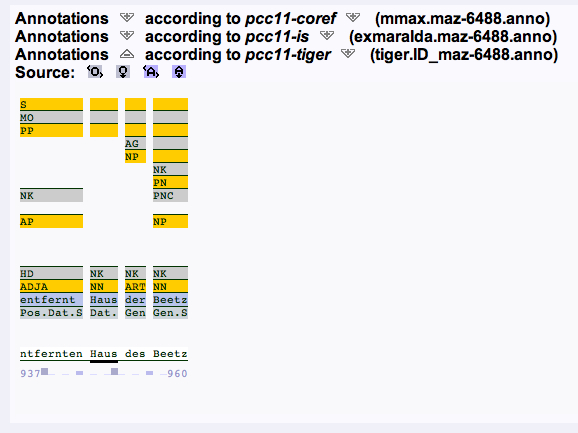 Annotations according to pcc11-coref (mmax.maz-6488.anno)
Annotations according to pcc11-is (exmaralda.maz-6488.anno)
Annotations according to pcc11-tiger (tiger.ID_maz-6488.anno)
Source: O O A A
S
MO
PP
AG
NP
NK
PN
NK PNC
AP NP
HD NK NK NK
ADJA NN ART NN
entfernt Haus der Beetz
Pos.Dat.S Dat. Gen Gen.S
ntfernten Haus des Beetz
937 960